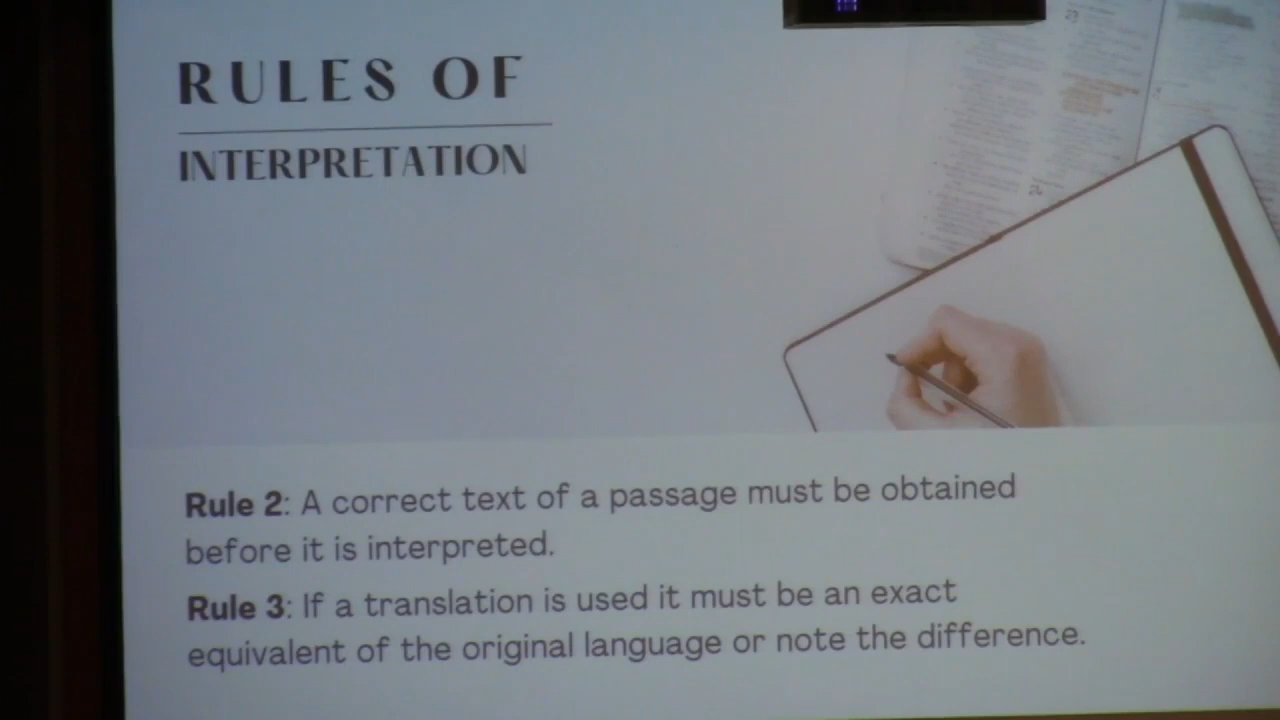 RULES OF
INTERPRETATION
Rule 2: A correct text of a passage must be obtained
before it is interpreted.
Rule 3: If a translation is used it must be an exact
equivalent of the original language or note the difference.